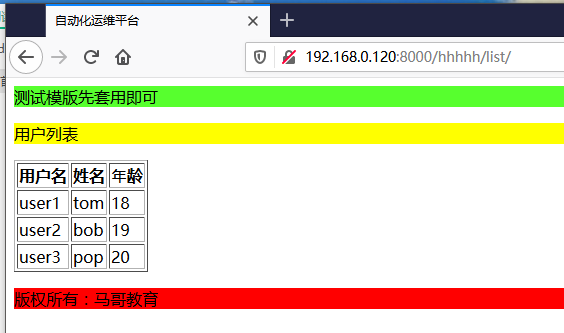 自动化运维平台
192.168.0.120:8000/hhhhh/list/
测试模版先套用即可
用户列表
用户名 姓名 年龄
user1 tom 18
user2 bob 19
user3 pop 20
版权所有：马哥教育